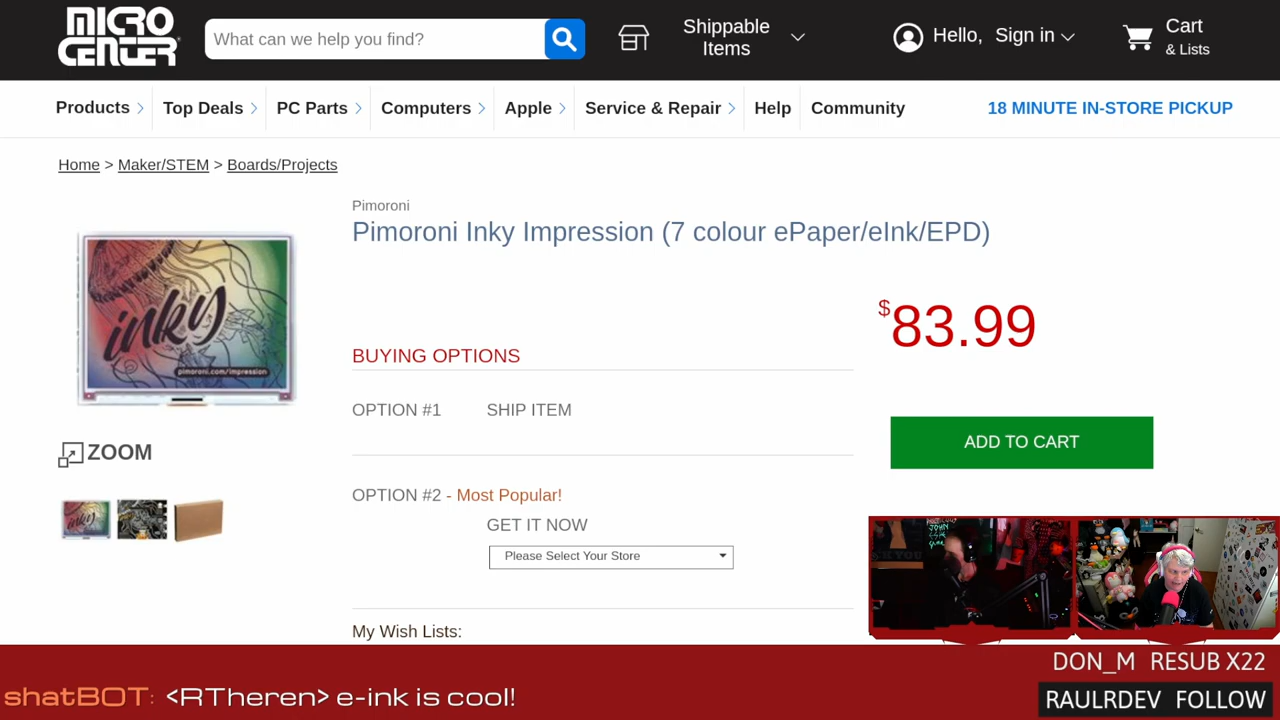 MICRO CENTER
What can we help you find?
Shippable Items
Hello, Sign in
Cart
& Lists
Products
Top Deals
PC Parts
Computers
Apple
Service & Repair
Help
Community
18 MINUTE IN-STORE PICKUP
Home > Maker/STEM > Boards/Projects
Pimoroni
Pimoroni Inky Impression (7 colour ePaper/eInk/EPD)
inky
pimoroni.com/impression
$83.99
BUYING OPTIONS
OPTION #1 SHIP ITEM
ADD TO CART
ZOOM
OPTION #2 - Most Popular!
GET IT NOW
Please Select Your Store
My Wish Lists:
DON_M RESUB X22
shatBOT: <RTheren> e-ink is cool!
RAULRDEV FOLLOW